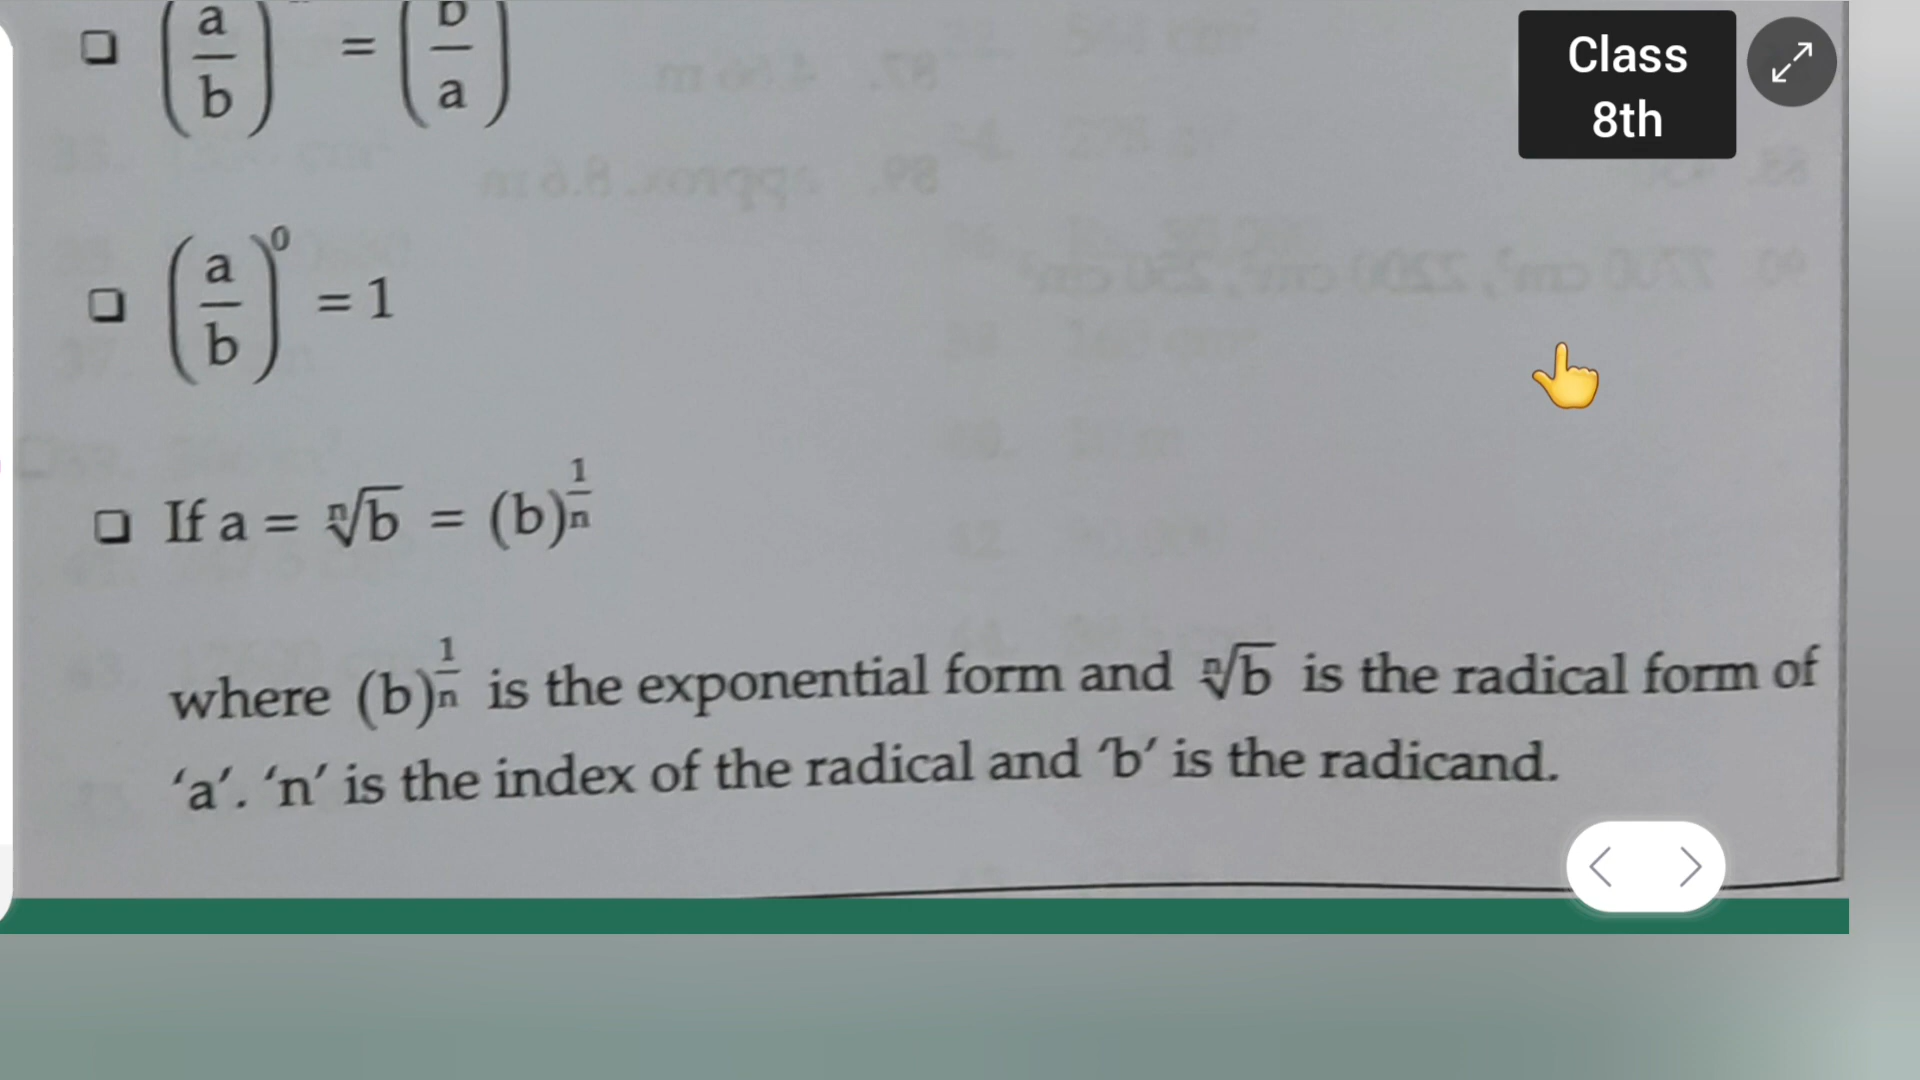 Class
8th
❑ (a/b) = (b/a)
❑ (a/b)⁰ = 1
❑ If a = ⁿ√b = (b)^(1/n)
where (b)^(1/n) is the exponential form and ⁿ√b is the radical form of
‘a’. ‘n’ is the index of the radical and ‘b’ is the radicand.